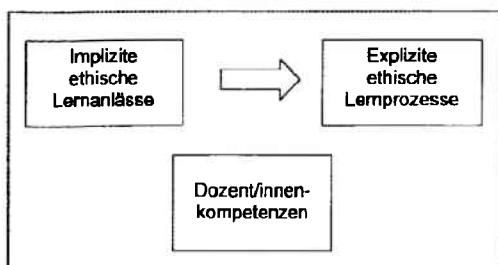 Implizite
ethische
Lernanlässe
Explizite
ethische
Lernprozesse
Dozent/innen-
kompetenzen